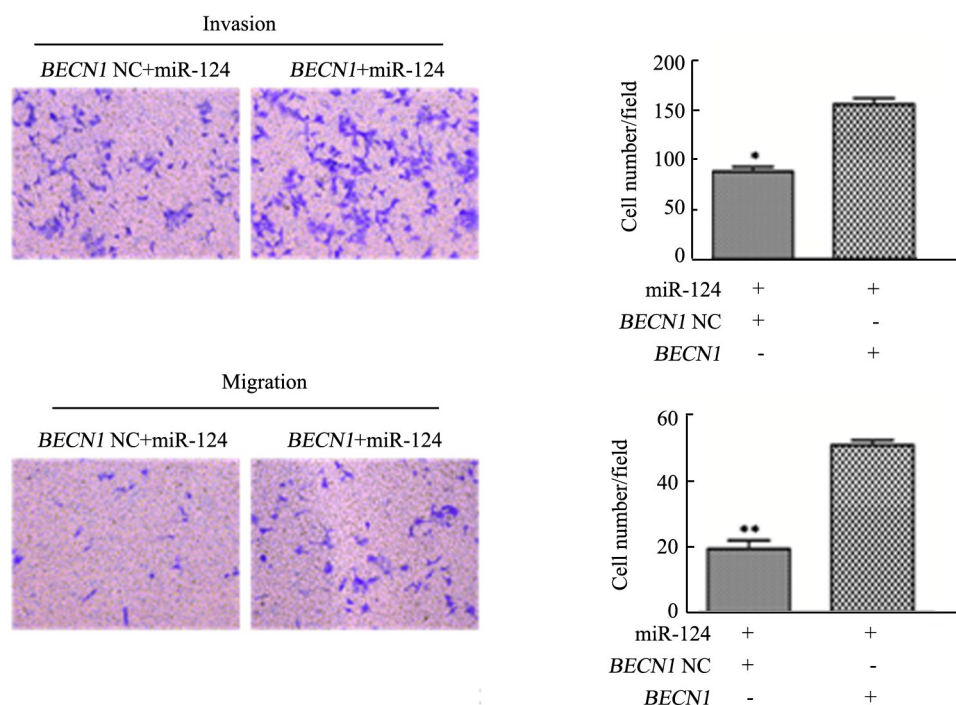 Invasion
BECN1 NC+miR-124 BECN1+miR-124
Cell number/field
200
150
100
50
0
*
miR-124 + +
BECN1 NC + -
BECN1 - +
Migration
BECN1 NC+miR-124 BECN1+miR-124
Cell number/field
60
40
20
0
**
miR-124 + +
BECN1 NC + -
BECN1 - +